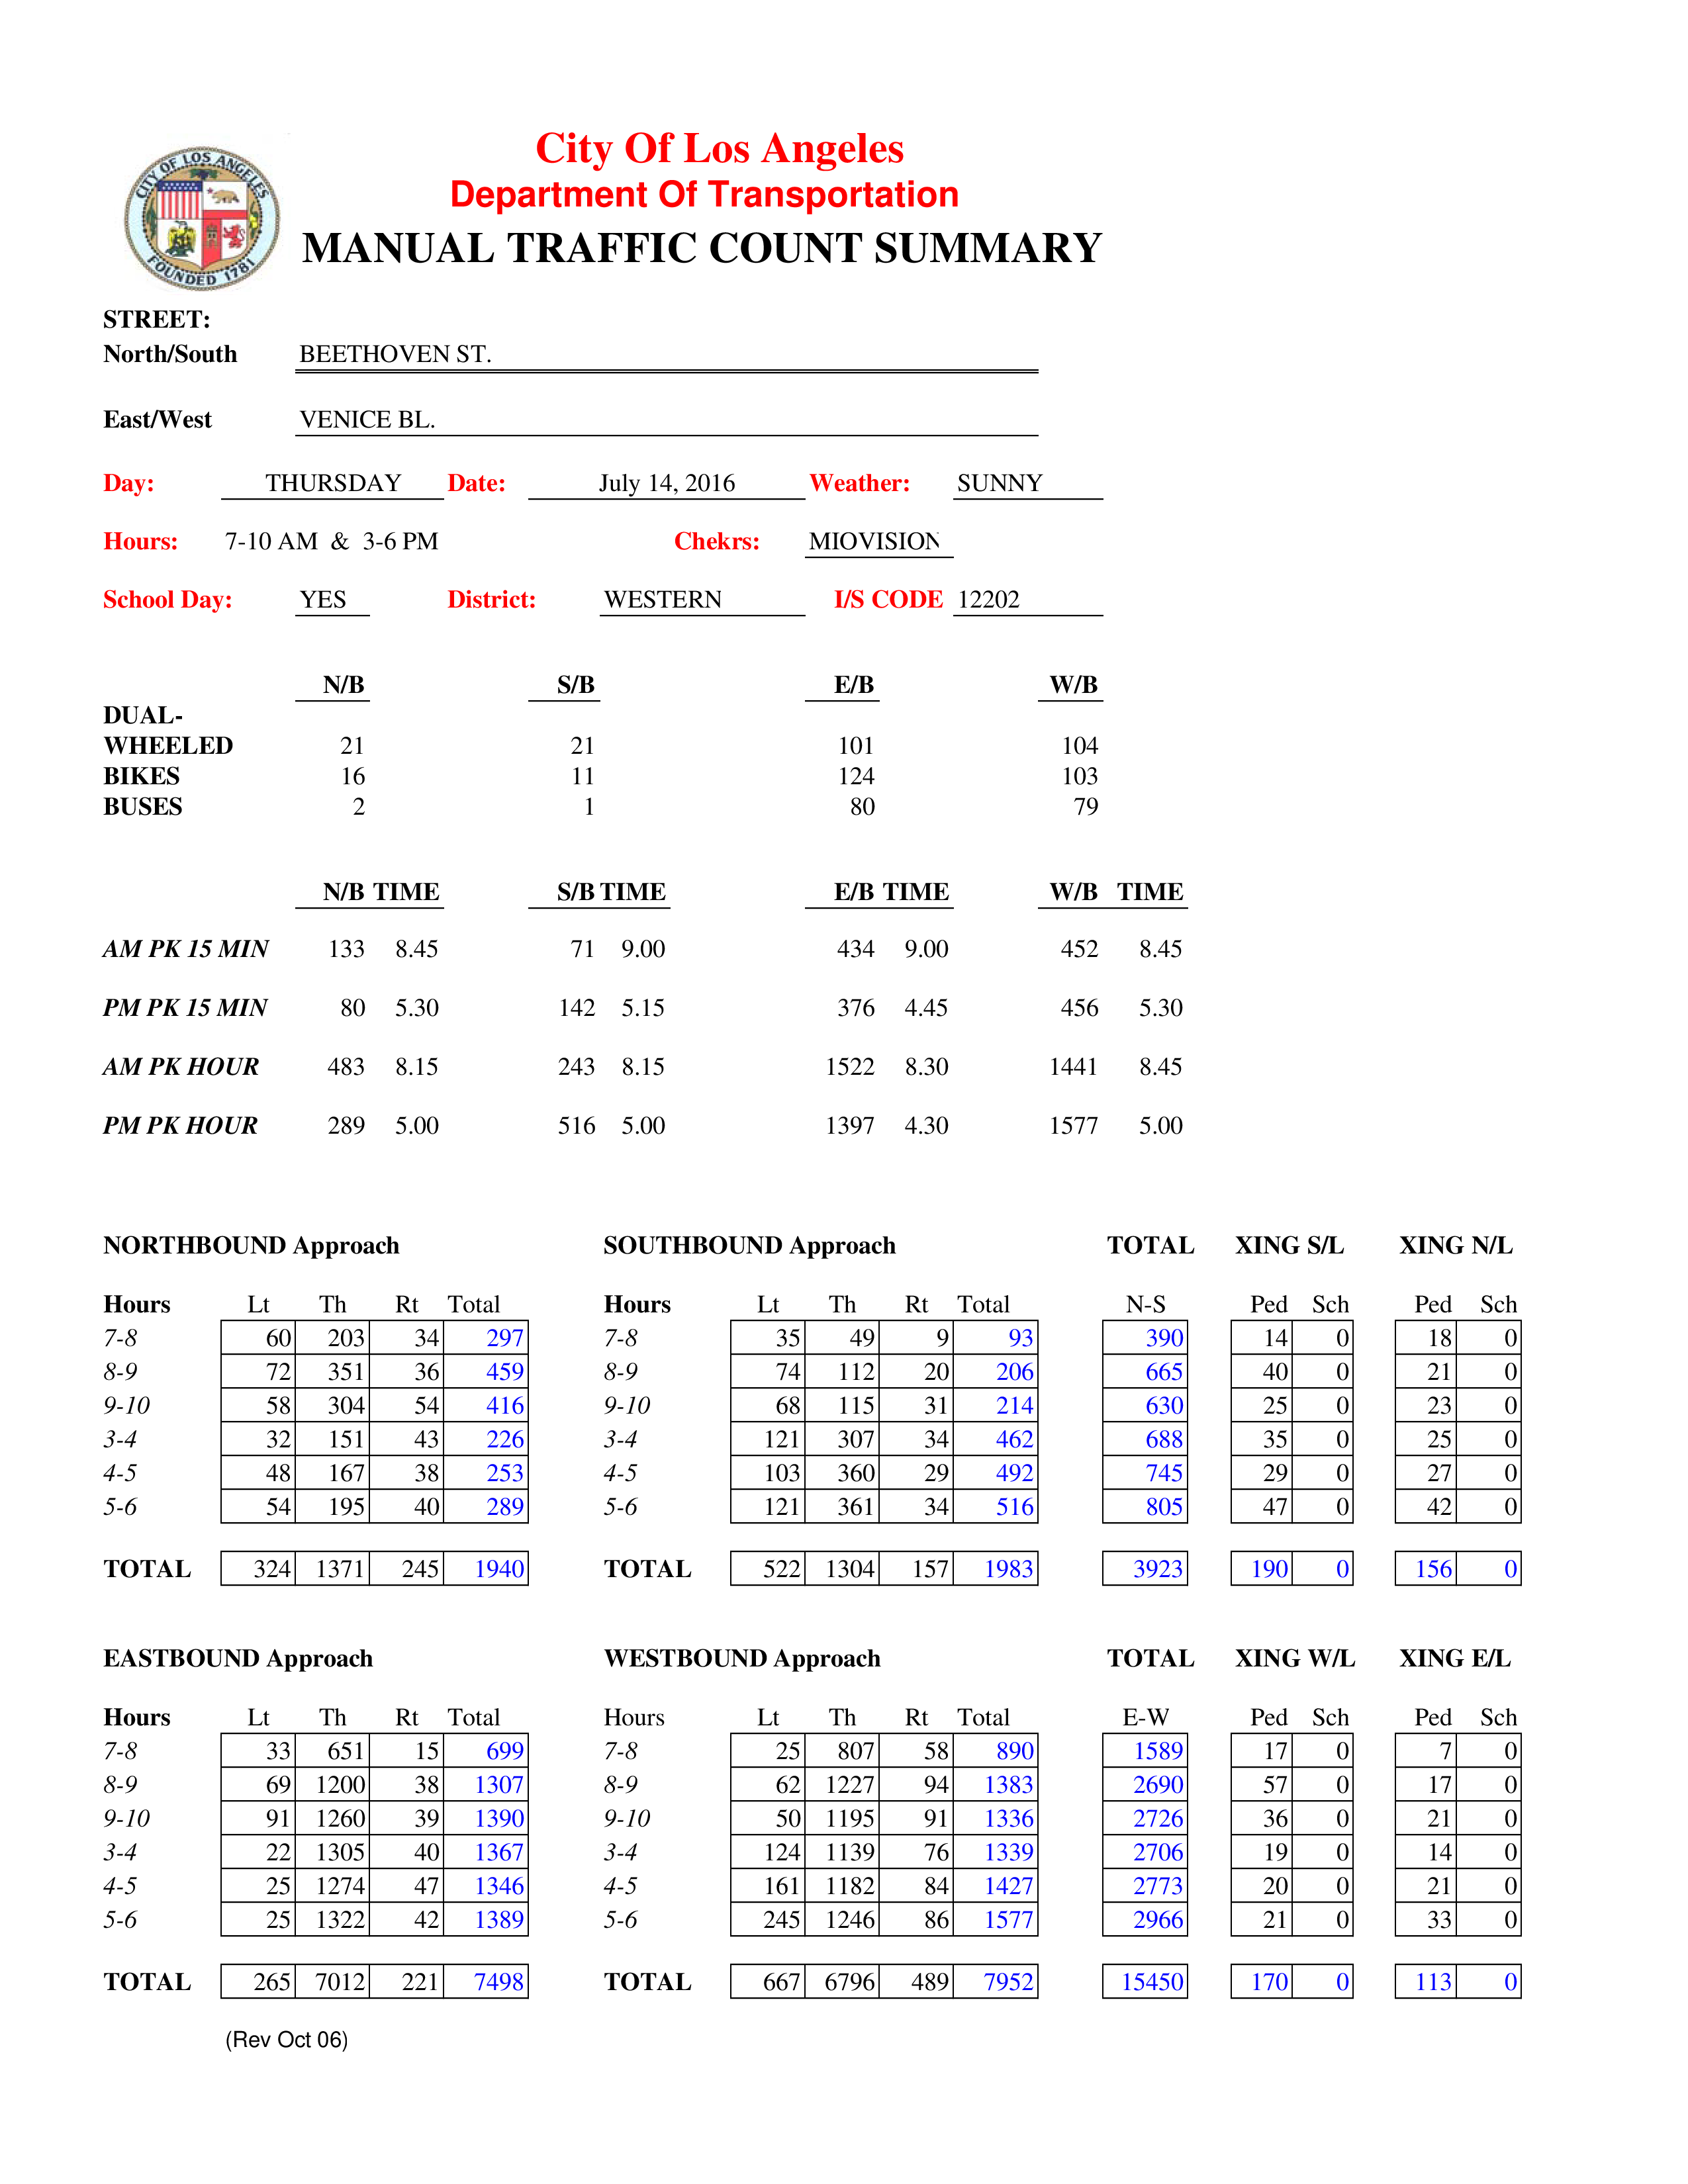 City Of Los Angeles
Department Of Transportation
MANUAL TRAFFIC COUNT SUMMARY
CITY OF LOS ANGELES
FOUNDED 1781
STREET:
North/South BEETHOVEN ST.
East/West VENICE BL.
Day: THURSDAY Date: July 14, 2016 Weather: SUNNY
Hours: 7-10 AM & 3-6 PM Chekrs: MIOVISION
School Day: YES District: WESTERN I/S CODE 12202
N/B S/B E/B W/B
DUAL-
WHEELED 21 21 101 104
BIKES 16 11 124 103
BUSES 2 1 80 79
N/B TIME S/B TIME E/B TIME W/B TIME
AM PK 15 MIN 133 8.45 71 9.00 434 9.00 452 8.45
PM PK 15 MIN 80 5.30 142 5.15 376 4.45 456 5.30
AM PK HOUR 483 8.15 243 8.15 1522 8.30 1441 8.45
PM PK HOUR 289 5.00 516 5.00 1397 4.30 1577 5.00
NORTHBOUND Approach SOUTHBOUND Approach TOTAL XING S/L XING N/L
Hours Lt Th Rt Total Hours Lt Th Rt Total N-S Ped Sch Ped Sch
7-8 60 203 34 297 7-8 35 49 9 93 390 14 0 18 0
8-9 72 351 36 459 8-9 74 112 20 206 665 40 0 21 0
9-10 58 304 54 416 9-10 68 115 31 214 630 25 0 23 0
3-4 32 151 43 226 3-4 121 307 34 462 688 35 0 25 0
4-5 48 167 38 253 4-5 103 360 29 492 745 29 0 27 0
5-6 54 195 40 289 5-6 121 361 34 516 805 47 0 42 0
TOTAL 324 1371 245 1940 TOTAL 522 1304 157 1983 3923 190 0 156 0
EASTBOUND Approach WESTBOUND Approach TOTAL XING W/L XING E/L
Hours Lt Th Rt Total Hours Lt Th Rt Total E-W Ped Sch Ped Sch
7-8 33 651 15 699 7-8 25 807 58 890 1589 17 0 7 0
8-9 69 1200 38 1307 8-9 62 1227 94 1383 2690 57 0 17 0
9-10 91 1260 39 1390 9-10 50 1195 91 1336 2726 36 0 21 0
3-4 22 1305 40 1367 3-4 124 1139 76 1339 2706 19 0 14 0
4-5 25 1274 47 1346 4-5 161 1182 84 1427 2773 20 0 21 0
5-6 25 1322 42 1389 5-6 245 1246 86 1577 2966 21 0 33 0
TOTAL 265 7012 221 7498 TOTAL 667 6796 489 7952 15450 170 0 113 0
(Rev Oct 06)